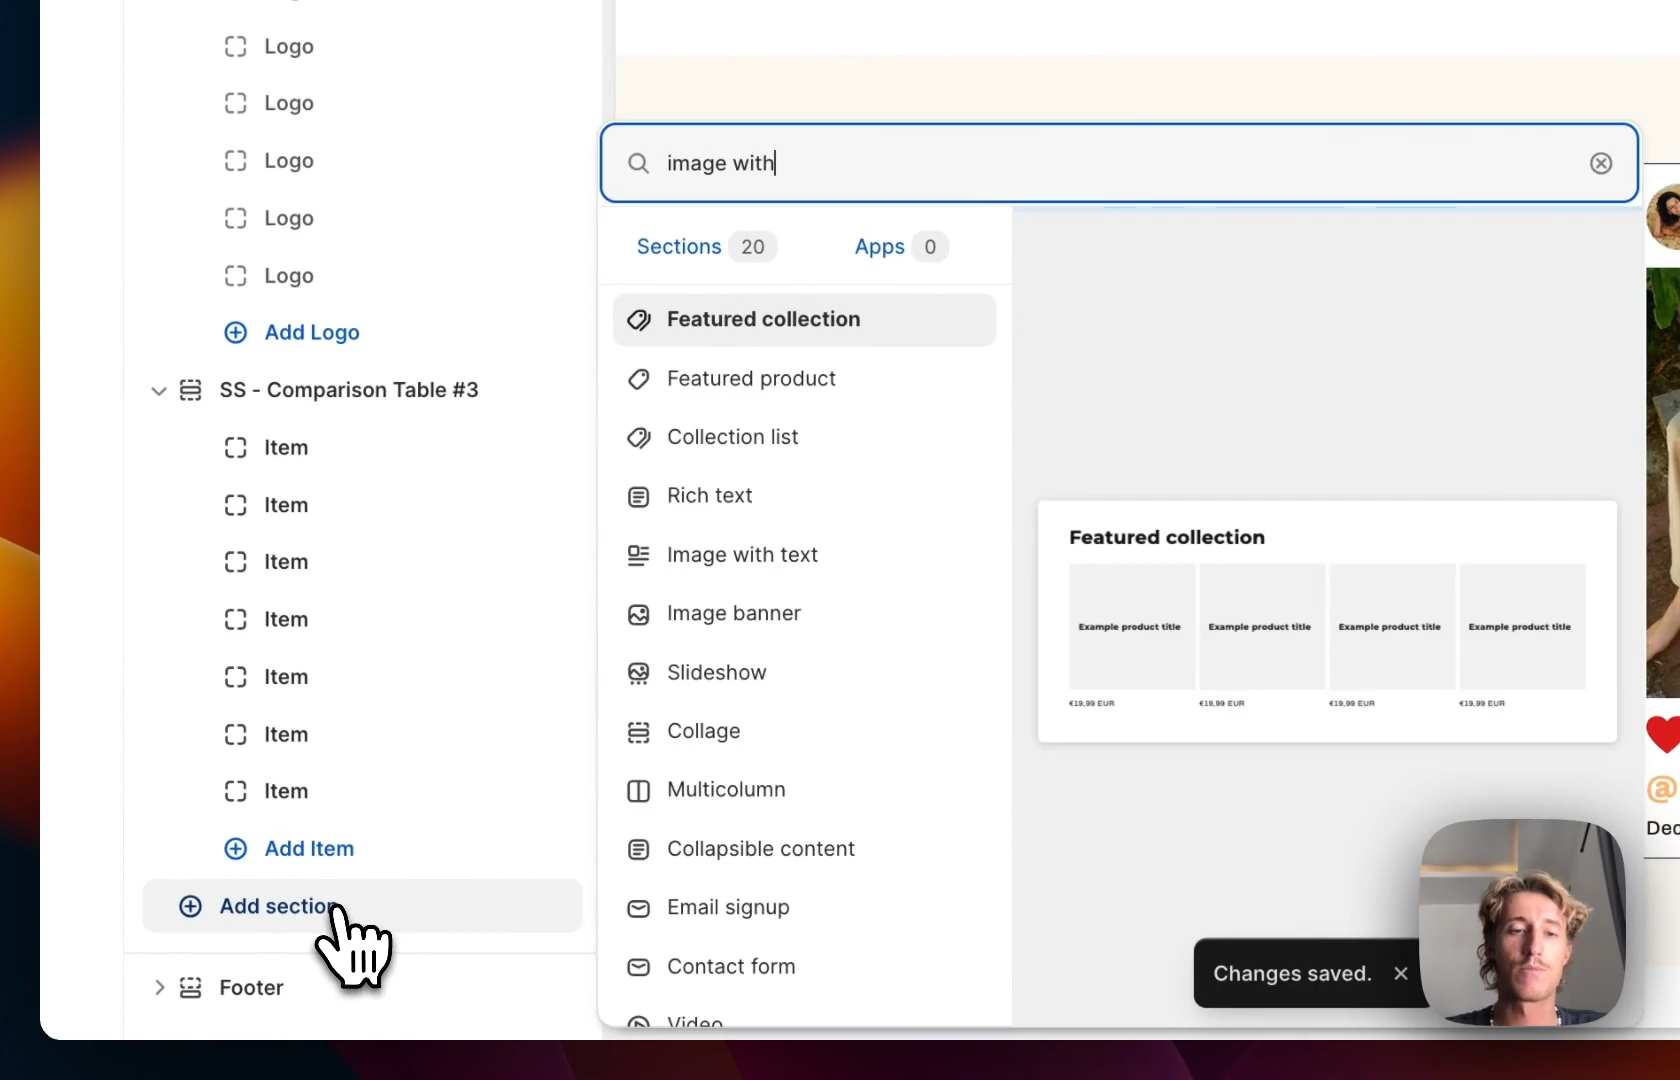 Logo
Logo
Logo
Logo
Logo
Add Logo
SS - Comparison Table #3
Item
Item
Item
Item
Item
Item
Item
Add Item
Add section
Footer
image with
Sections 20
Apps 0
Featured collection
Featured product
Collection list
Rich text
Image with text
Image banner
Slideshow
Collage
Multicolumn
Collapsible content
Email signup
Contact form
Video
Featured collection
Example product title
Example product title
Example product title
Example product title
€19,99 EUR
€19,99 EUR
€19,99 EUR
€19,99 EUR
@
Dec
Changes saved.